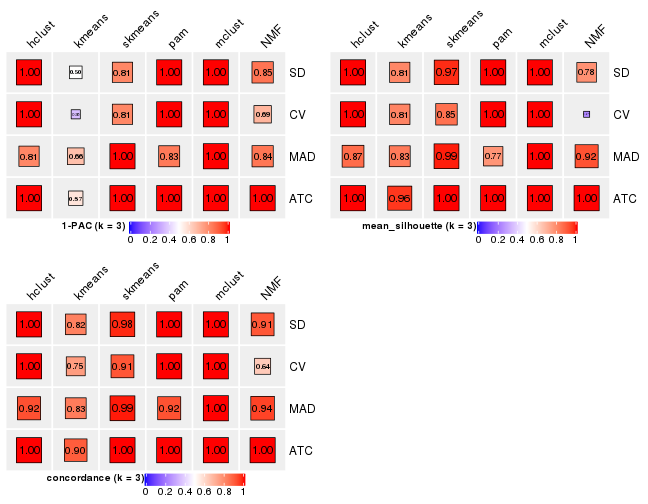 hclust kmeans skmeans pam mclust NMF
1.00 0.50 0.81 1.00 1.00 0.85 SD
1.00 0.81 1.00 1.00 0.69 CV
0.81 0.66 1.00 0.83 1.00 0.84 MAD
1.00 0.57 1.00 1.00 1.00 1.00 ATC
1-PAC (k = 3)
0 0.2 0.4 0.6 0.8 1
hclust kmeans skmeans pam mclust NMF
1.00 0.81 0.97 1.00 1.00 0.78 SD
1.00 0.81 0.85 1.00 1.00 CV
0.87 0.83 0.99 0.77 1.00 0.92 MAD
1.00 0.96 1.00 1.00 1.00 1.00 ATC
mean_silhouette (k = 3)
0 0.2 0.4 0.6 0.8 1
hclust kmeans skmeans pam mclust NMF
1.00 0.82 0.98 1.00 1.00 0.91 SD
1.00 0.75 0.91 1.00 1.00 0.64 CV
0.92 0.83 0.99 0.92 1.00 0.94 MAD
1.00 0.90 1.00 1.00 1.00 1.00 ATC
concordance (k = 3)
0 0.2 0.4 0.6 0.8 1